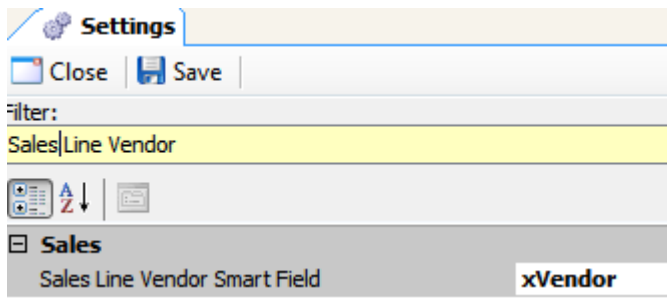 Settings
Close Save
Filter:
Sales Line Vendor
A Z
Sales
Sales Line Vendor Smart Field xVendor